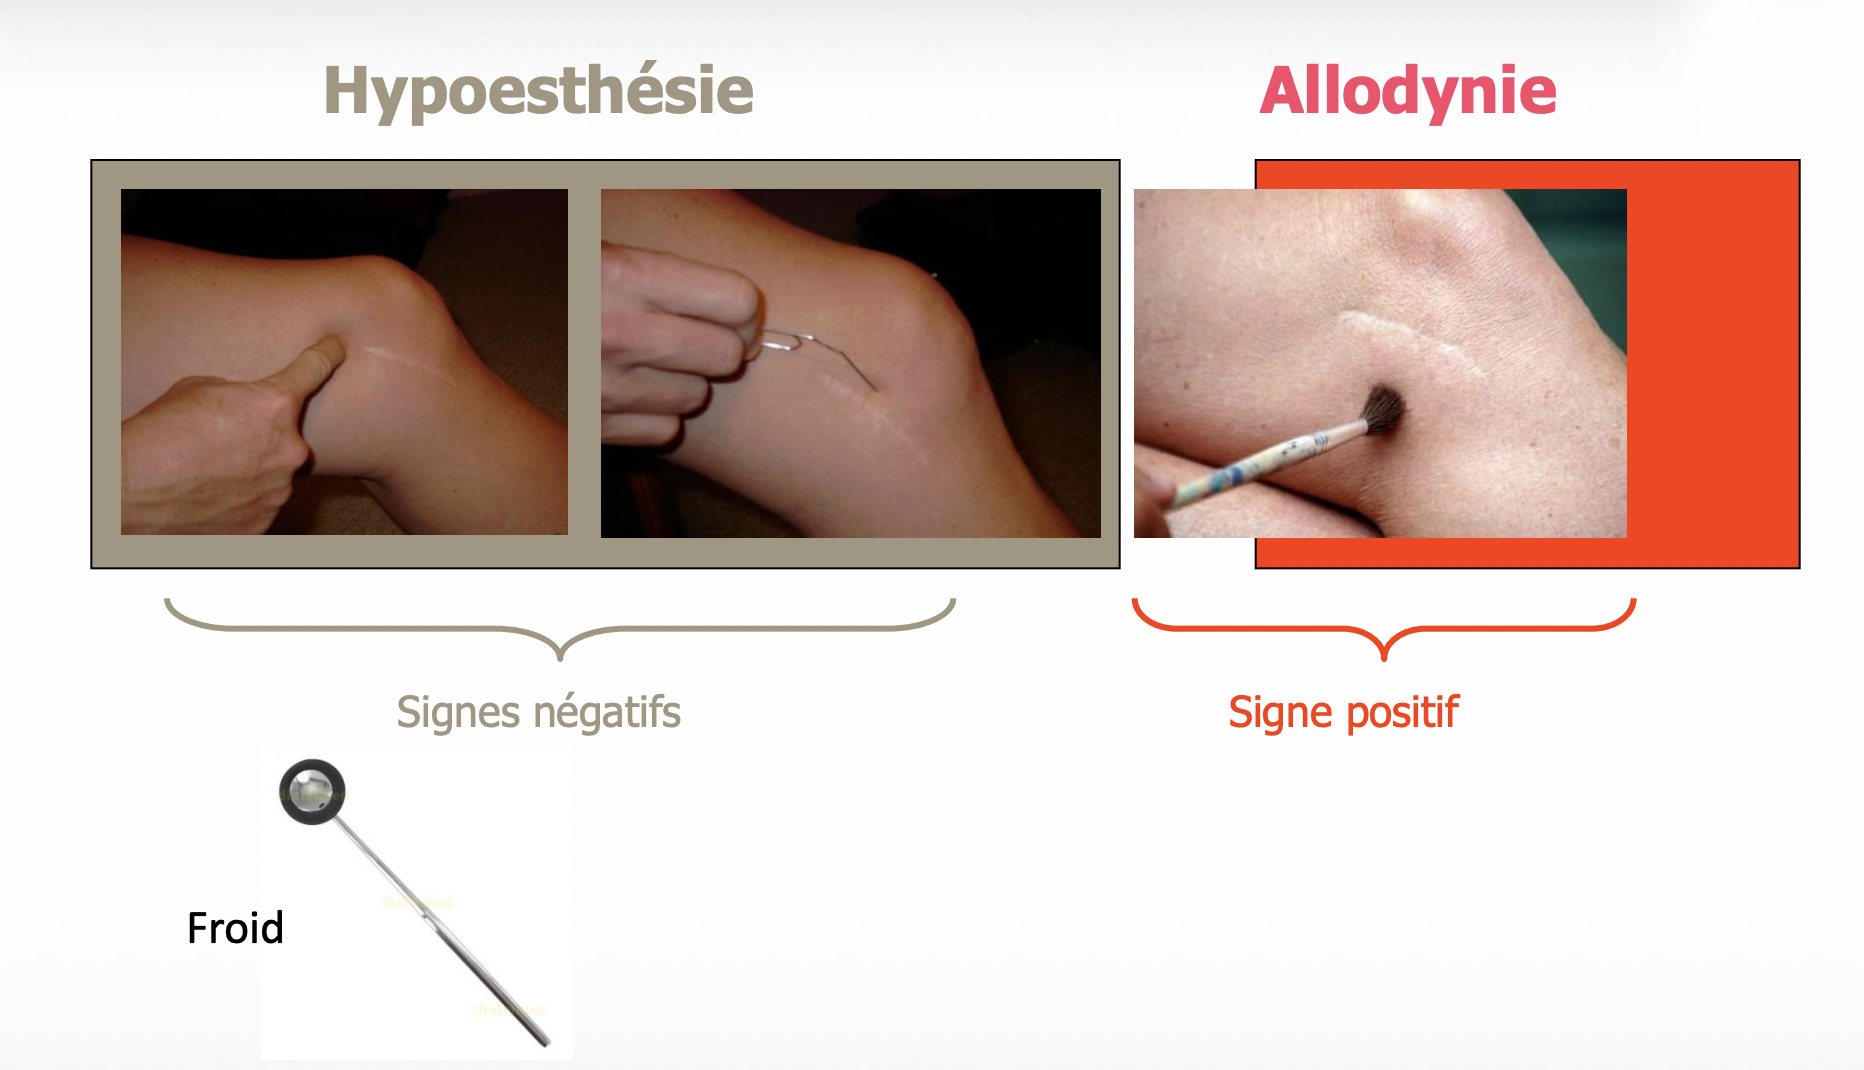 Hypoesthésie
Allodynie
Signes négatifs
Signe positif
Froid